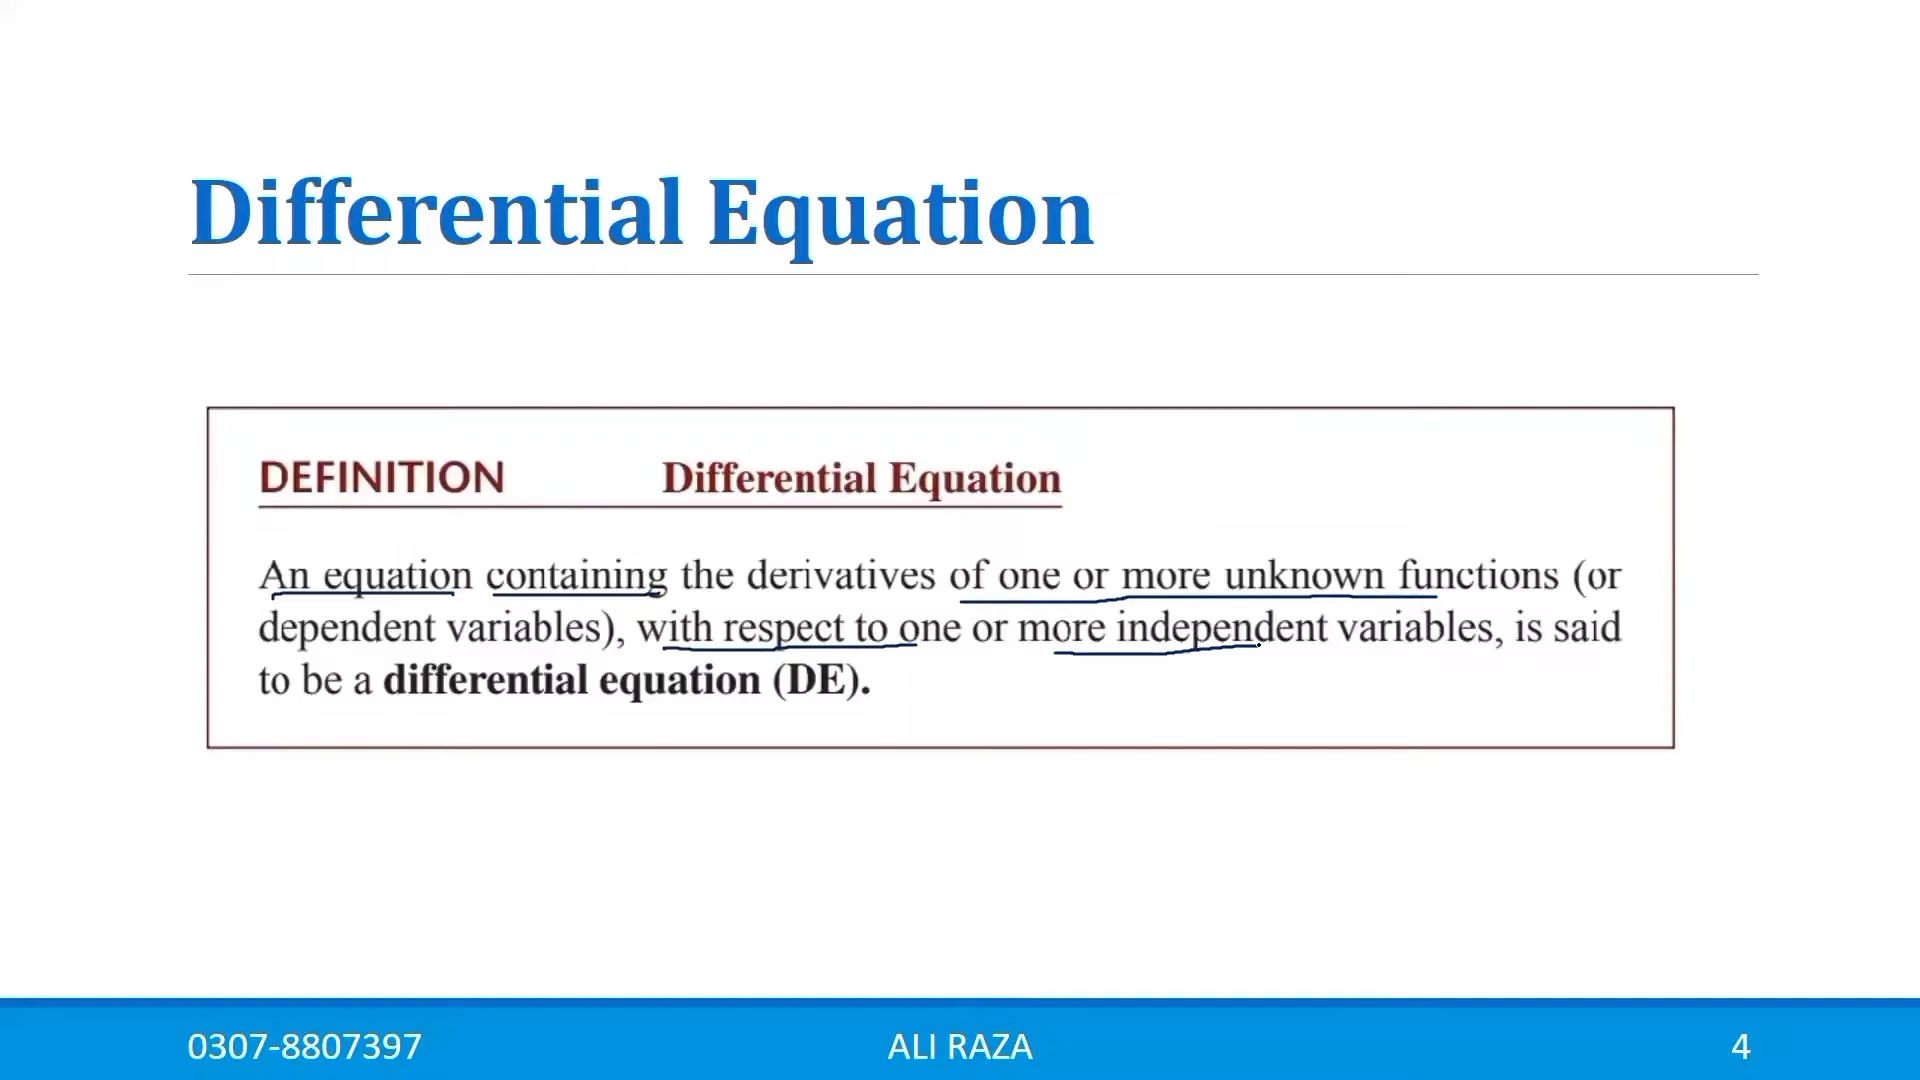 Differential Equation
DEFINITION Differential Equation
An equation containing the derivatives of one or more unknown functions (or
dependent variables), with respect to one or more independent variables, is said
to be a differential equation (DE).
0307-8807397 ALI RAZA 4